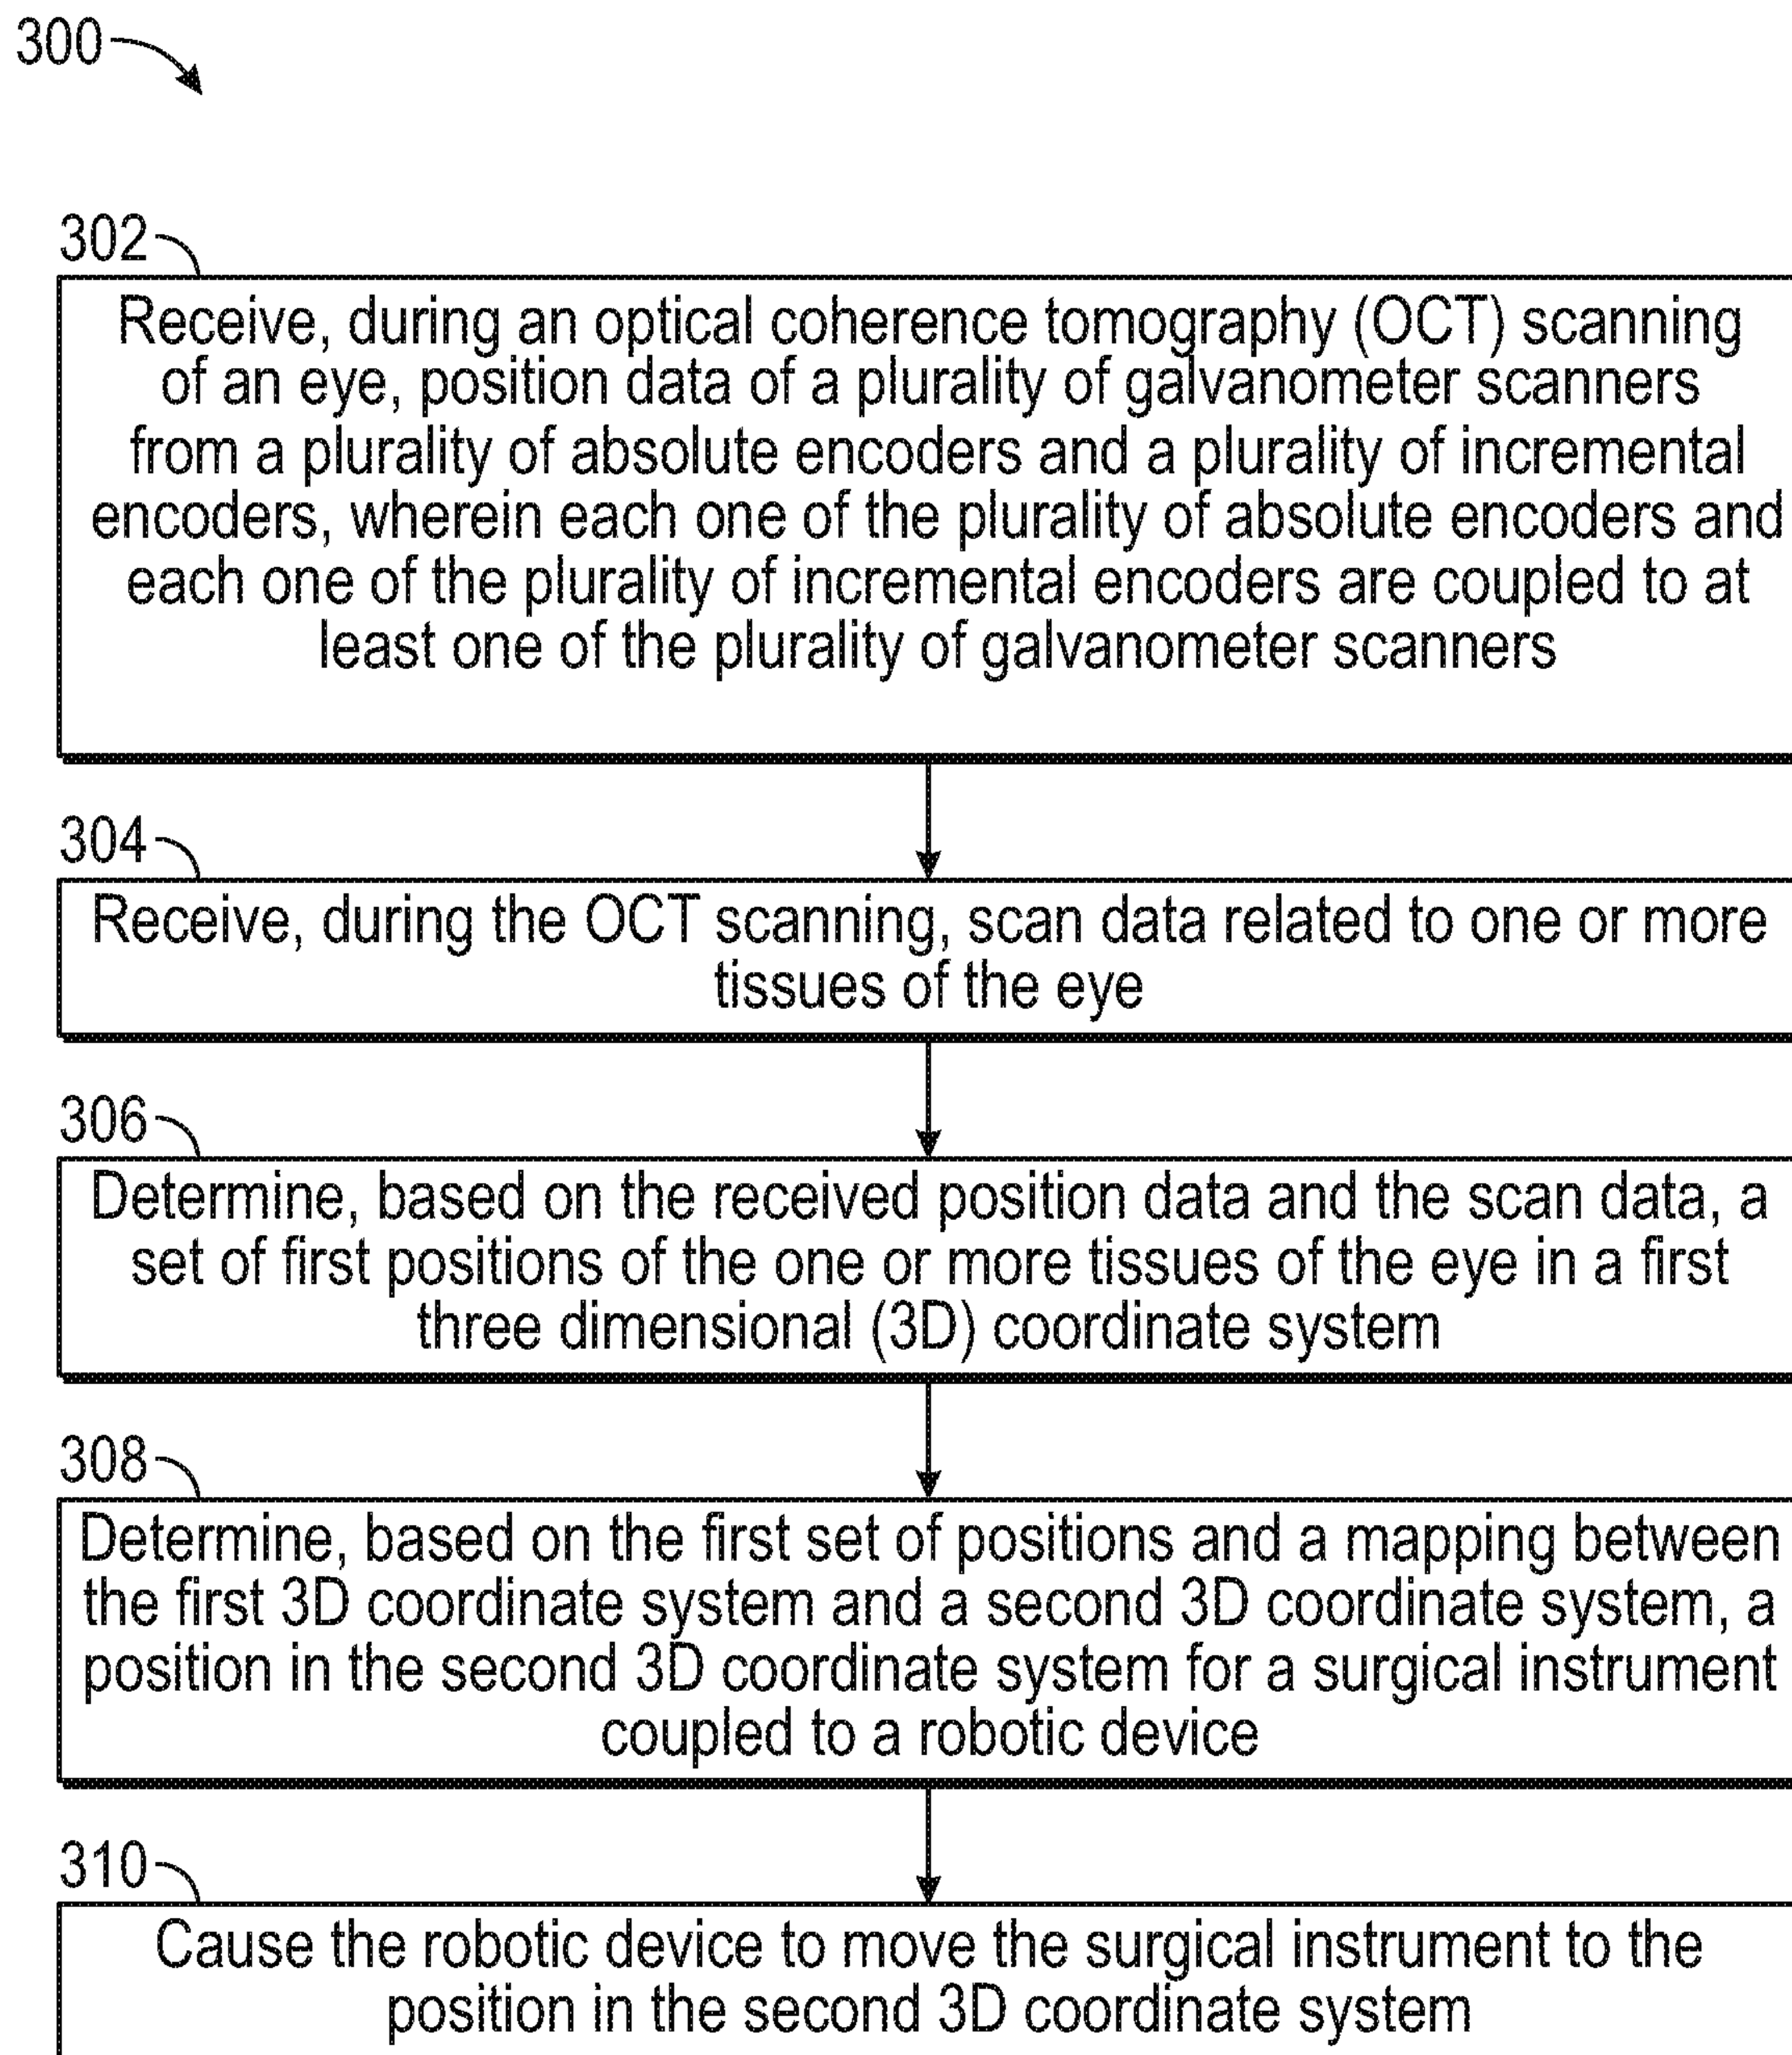 300
302
Receive, during an optical coherence tomography (OCT) scanning
of an eye, position data of a plurality of galvanometer scanners
from a plurality of absolute encoders and a plurality of incremental
encoders, wherein each one of the plurality of absolute encoders and
each one of the plurality of incremental encoders are coupled to at
least one of the plurality of galvanometer scanners
304
Receive, during the OCT scanning, scan data related to one or more
tissues of the eye
306
Determine, based on the received position data and the scan data, a
set of first positions of the one or more tissues of the eye in a first
three dimensional (3D) coordinate system
308
Determine, based on the first set of positions and a mapping between
the first 3D coordinate system and a second 3D coordinate system, a
position in the second 3D coordinate system for a surgical instrument
coupled to a robotic device
310
Cause the robotic device to move the surgical instrument to the
position in the second 3D coordinate system